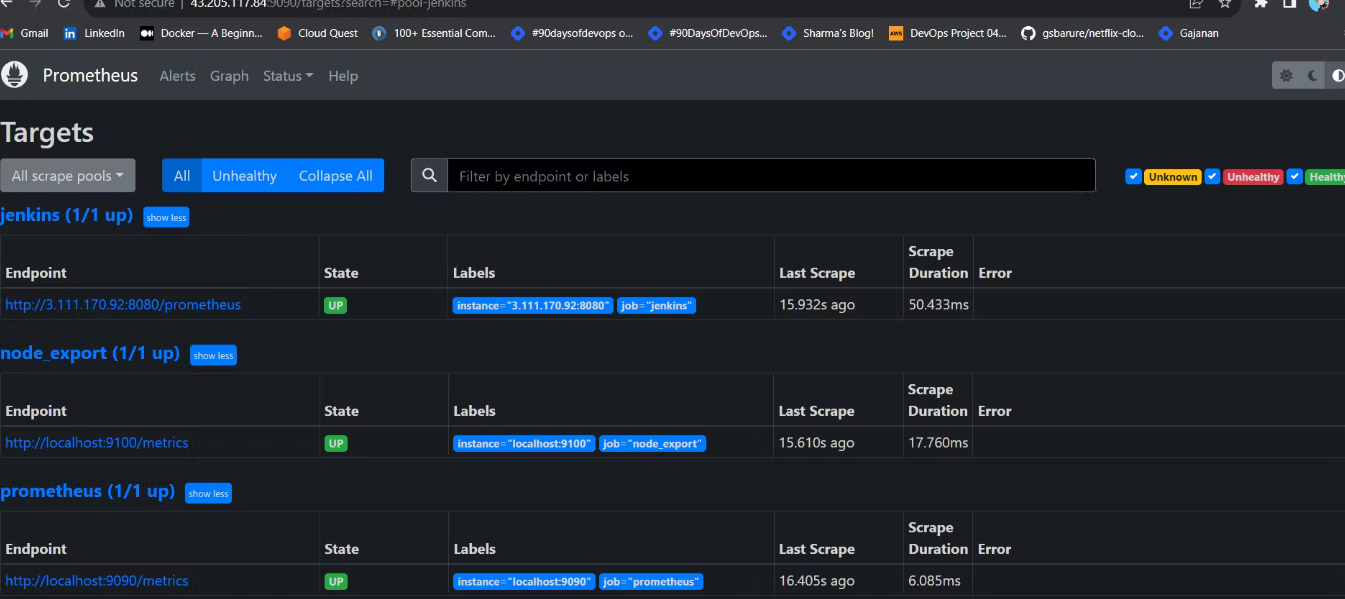 Not secure | 43.205.117.84:9090/targets?search=#pool-jenkins
Gmail LinkedIn Docker — A Beginn... Cloud Quest 100+ Essential Com... #90daysofdevops o... #90DaysOfDevOps... Sharma's Blog! DevOps Project 04... gsbarure/netflix-clo... Gajanan
Prometheus Alerts Graph Status Help
Targets
All scrape pools All Unhealthy Collapse All Filter by endpoint or labels Unknown Unhealthy Healthy
jenkins (1/1 up) show less
Endpoint State Labels Last Scrape Scrape Duration Error
http://3.111.170.92:8080/prometheus UP instance="3.111.170.92:8080" job="jenkins" 15.932s ago 50.433ms
node_export (1/1 up) show less
Endpoint State Labels Last Scrape Scrape Duration Error
http://localhost:9100/metrics UP instance="localhost:9100" job="node_export" 15.610s ago 17.760ms
prometheus (1/1 up) show less
Endpoint State Labels Last Scrape Scrape Duration Error
http://localhost:9090/metrics UP instance="localhost:9090" job="prometheus" 16.405s ago 6.085ms